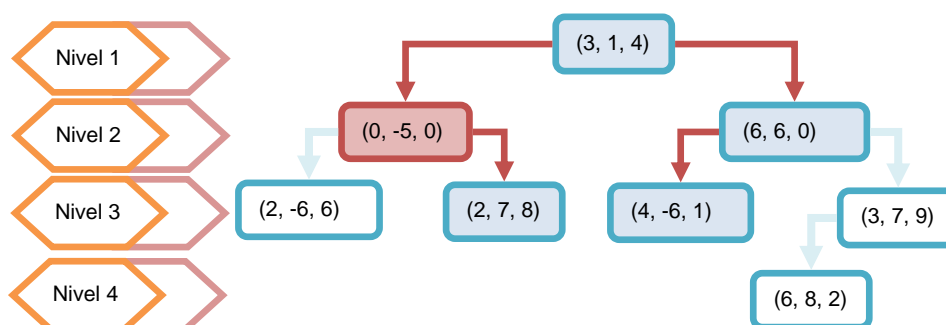 Nivel 1
(3, 1, 4)
Nivel 2
(0, -5, 0)
(6, 6, 0)
Nivel 3
(2, -6, 6)
(2, 7, 8)
(4, -6, 1)
(3, 7, 9)
Nivel 4
(6, 8, 2)